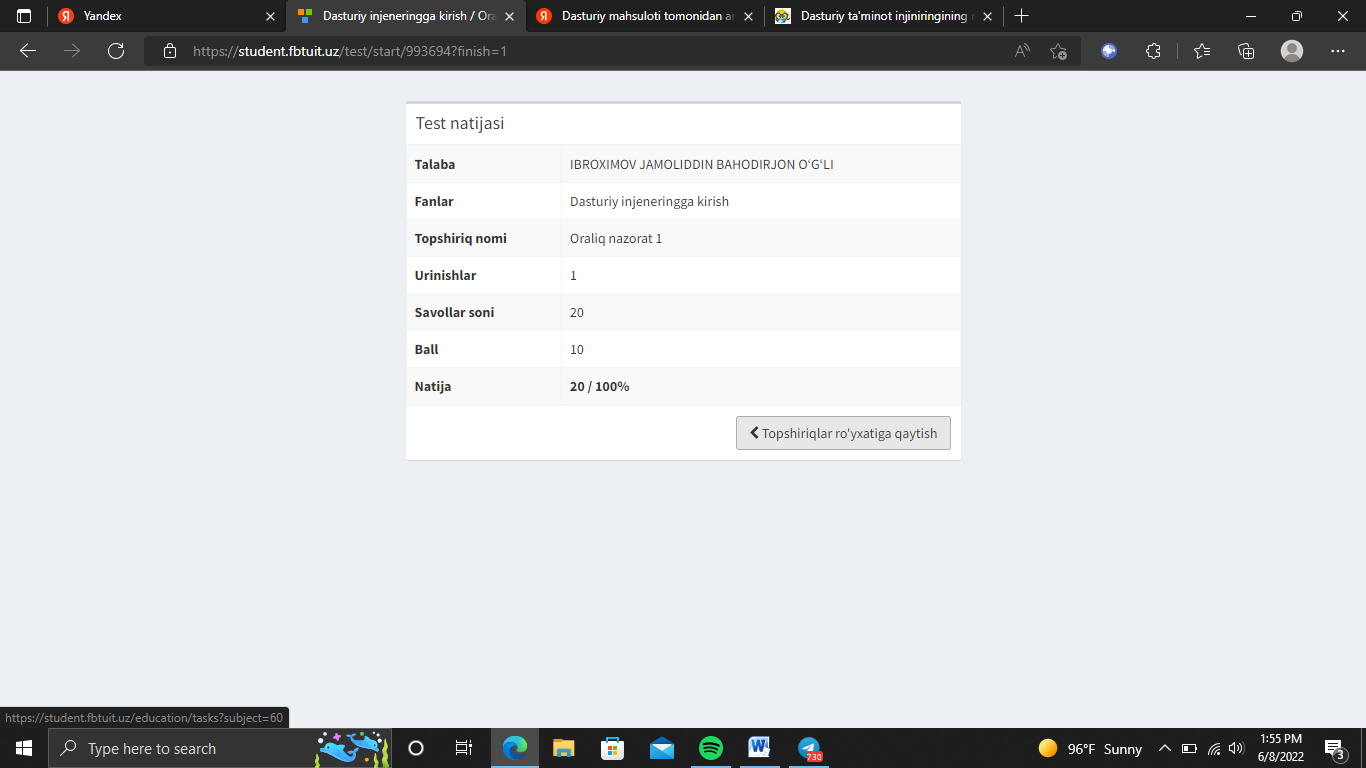 Yandex
Dasturiy injeneringga kirish / Ora
Dasturiy mahsuloti tomonidan a
Dasturiy ta'minot injiniringining
https://student.fbtuit.uz/test/start/993694?finish=1
Test natijasi
Talaba IBROXIMOV JAMOLIDDIN BAHODIRJON O‘G‘LI
Fanlar Dasturiy injeneringga kirish
Topshiriq nomi Oraliq nazorat 1
Urinishlar 1
Savollar soni 20
Ball 10
Natija 20 / 100%
Topshiriqlar ro'yxatiga qaytish
https://student.fbtuit.uz/education/tasks?subject=60
Type here to search
730
96°F Sunny
1:55 PM
6/8/2022
3